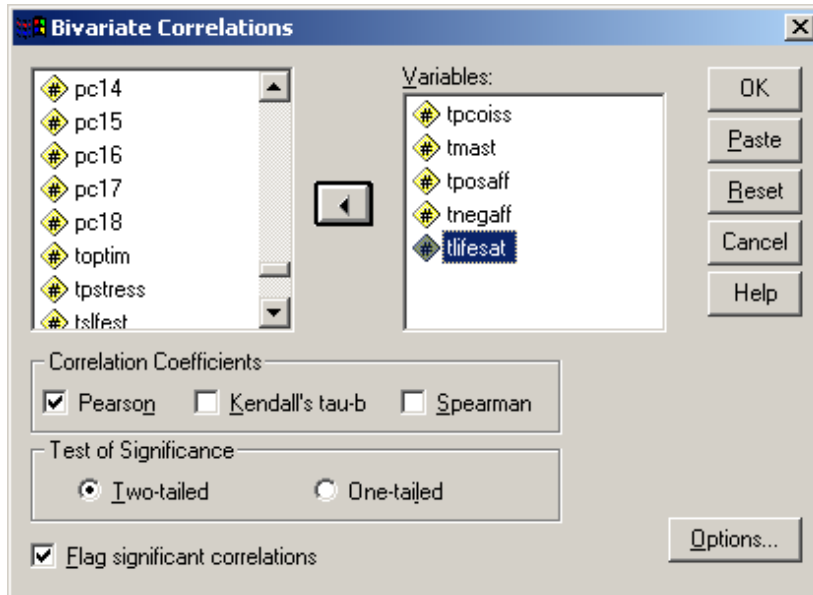 Bivariate Correlations
pc14
pc15
pc16
pc17
pc18
toptim
tpstress
tslfest
Variables:
tpcoiss
tmast
tposaff
tnegaff
tlifesat
OK
Paste
Reset
Cancel
Help
Correlation Coefficients
Pearson Kendall's tau-b Spearman
Test of Significance
Two-tailed One-tailed
Flag significant correlations
Options...